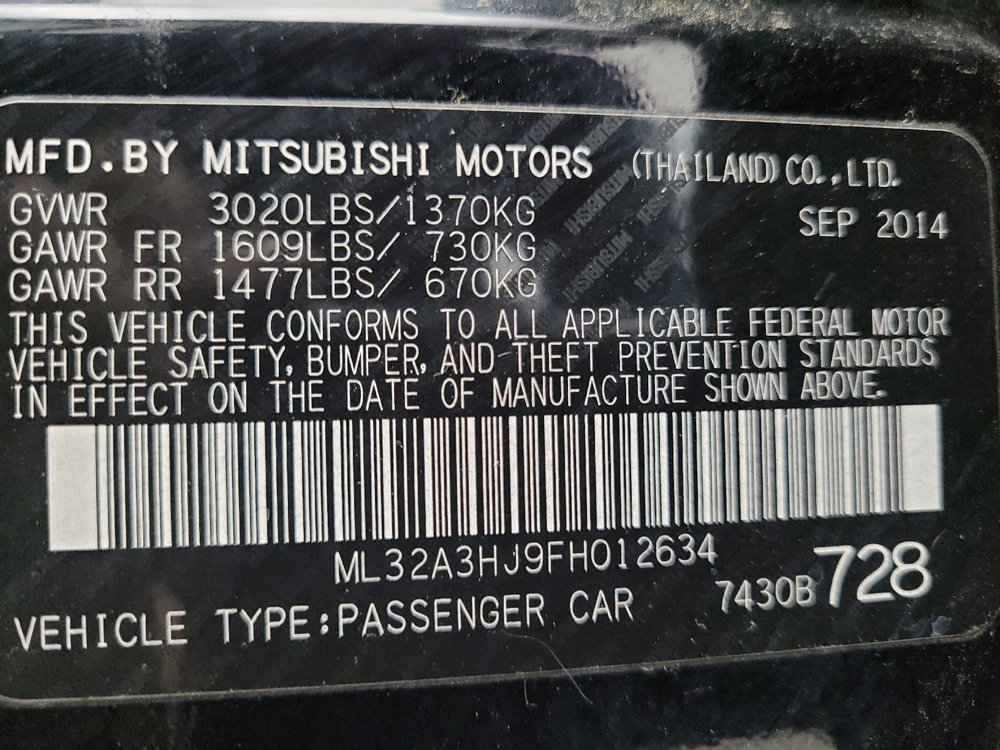 MFD.BY MITSUBISHI MOTORS (THAILAND) CO., LTD.
GVWR 3020LBS/1370KG SEP 2014
GAWR FR 1609LBS/ 730KG
GAWR RR 1477LBS/ 670KG
THIS VEHICLE CONFORMS TO ALL APPLICABLE FEDERAL MOTOR
VEHICLE SAFETY, BUMPER, AND THEFT PREVENTION STANDARDS
IN EFFECT ON THE DATE OF MANUFACTURE SHOWN ABOVE.
ML32A3HJ9FH012634
VEHICLE TYPE:PASSENGER CAR 7430B728